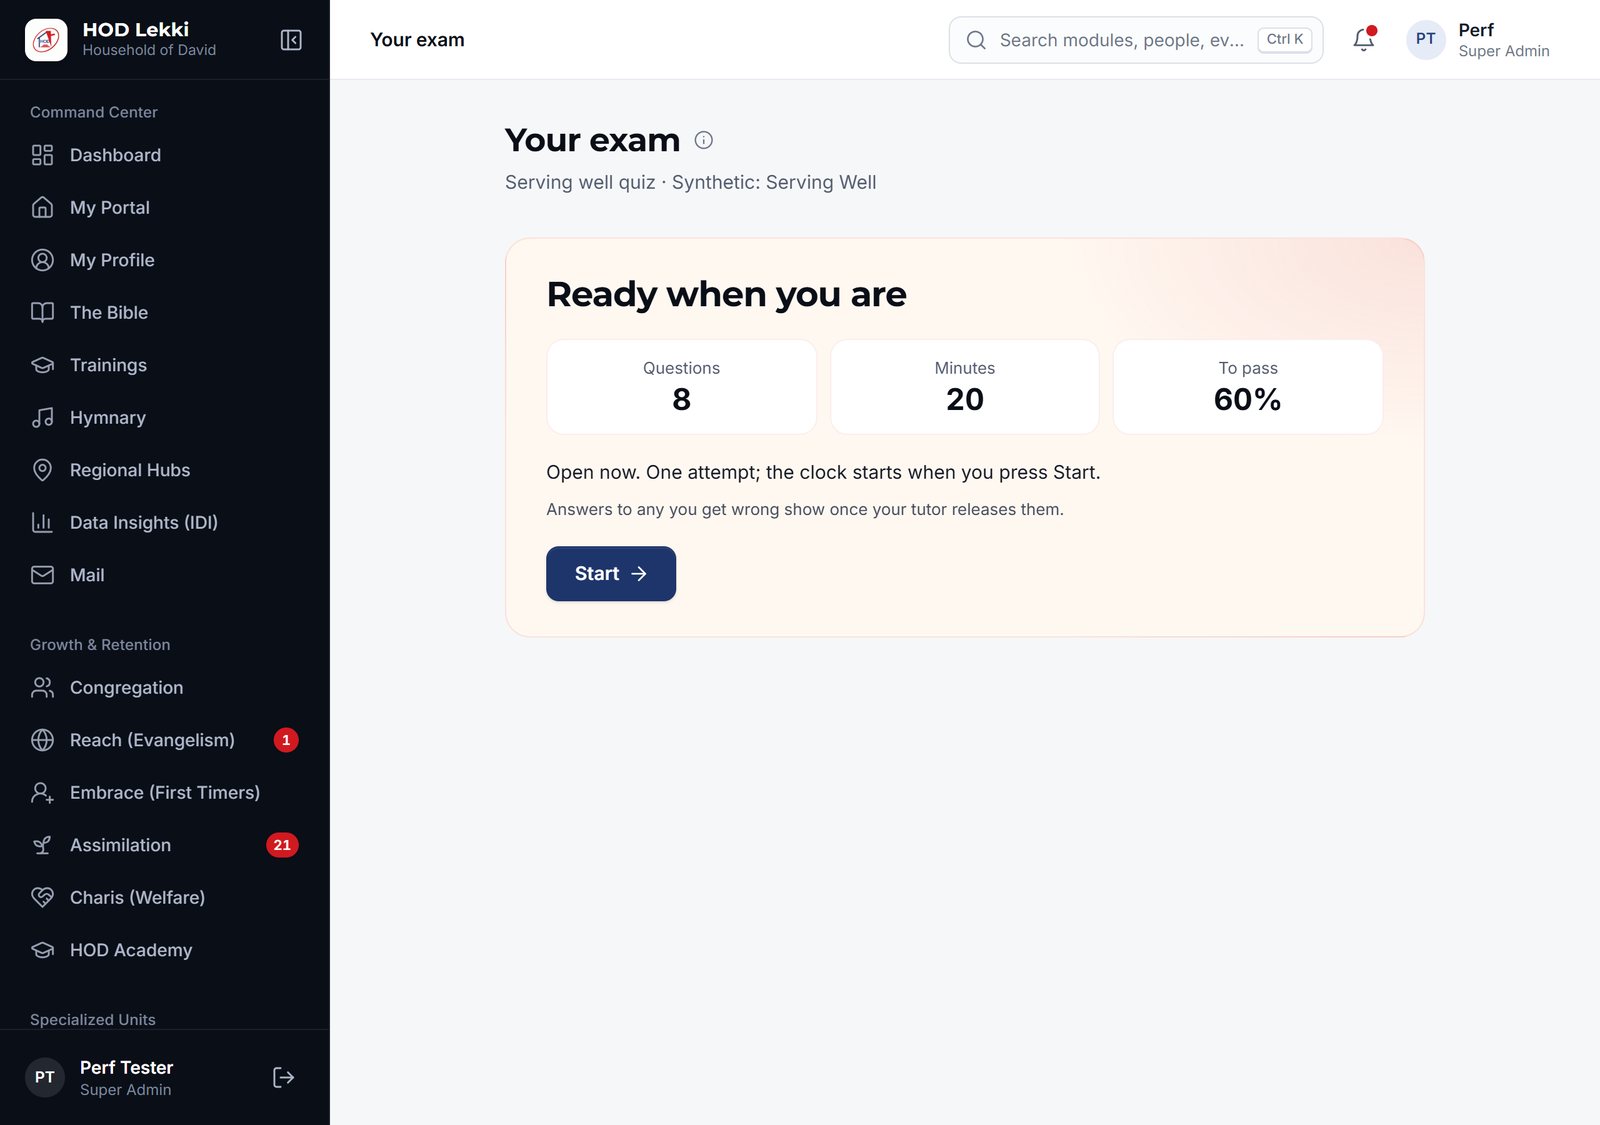 HOD Lekki
Household of David
Command Center
Dashboard
My Portal
My Profile
The Bible
Trainings
Hymnary
Regional Hubs
Data Insights (IDI)
Mail
Growth & Retention
Congregation
Reach (Evangelism) 1
Embrace (First Timers)
Assimilation 21
Charis (Welfare)
HOD Academy
Specialized Units
PT
Perf Tester
Super Admin
Your exam
Search modules, people, ev... Ctrl K
PT
Perf
Super Admin
Your exam
Serving well quiz · Synthetic: Serving Well
Ready when you are
Questions
8
Minutes
20
To pass
60%
Open now. One attempt; the clock starts when you press Start.
Answers to any you get wrong show once your tutor releases them.
Start